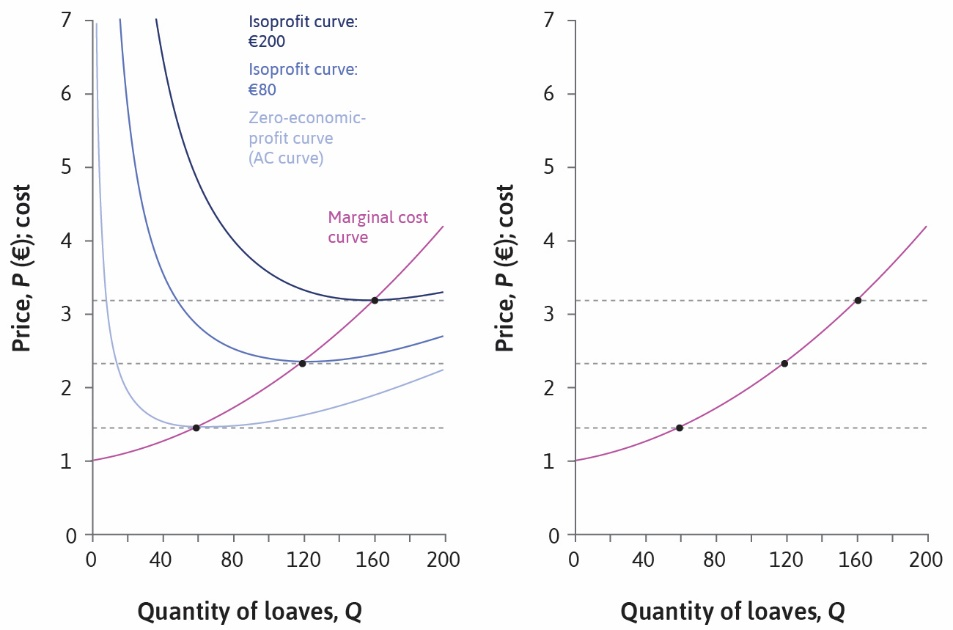 Isoprofit curve:
€200
Isoprofit curve:
€80
Zero-economic-
profit curve
(AC curve)
Marginal cost
curve
Price, P (€); cost
7
6
5
4
3
2
1
0
0 40 80 120 160 200
Quantity of loaves, Q
Price, P (€); cost
7
6
5
4
3
2
1
0
0 40 80 120 160 200
Quantity of loaves, Q